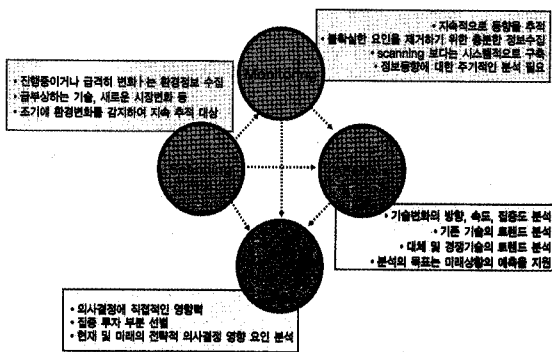 • 지속적으로 동향을 추적
• 불확실한 요인을 제거하기 위한 충분한 정보수집
• scanning 보다는 시스템적으로 구축
• 정보동향에 대한 주기적인 분석 필요
Monitoring
• 진행중이거나 급격히 변화하는 환경정보 수집
• 급부상하는 기술, 새로운 시장변화 등
• 조기에 환경변화를 감지하여 지속 추적 대상
• 기술변화의 방향, 속도, 집중도 분석
• 기존 기술의 트렌드 분석
• 대체 및 경쟁기술의 트렌드 분석
• 분석의 목표는 미래상황의 예측을 지원
• 의사결정에 직접적인 영향력
• 집중 투자 부분 선별
• 현재 및 미래의 전략적 의사결정 영향 요인 분석